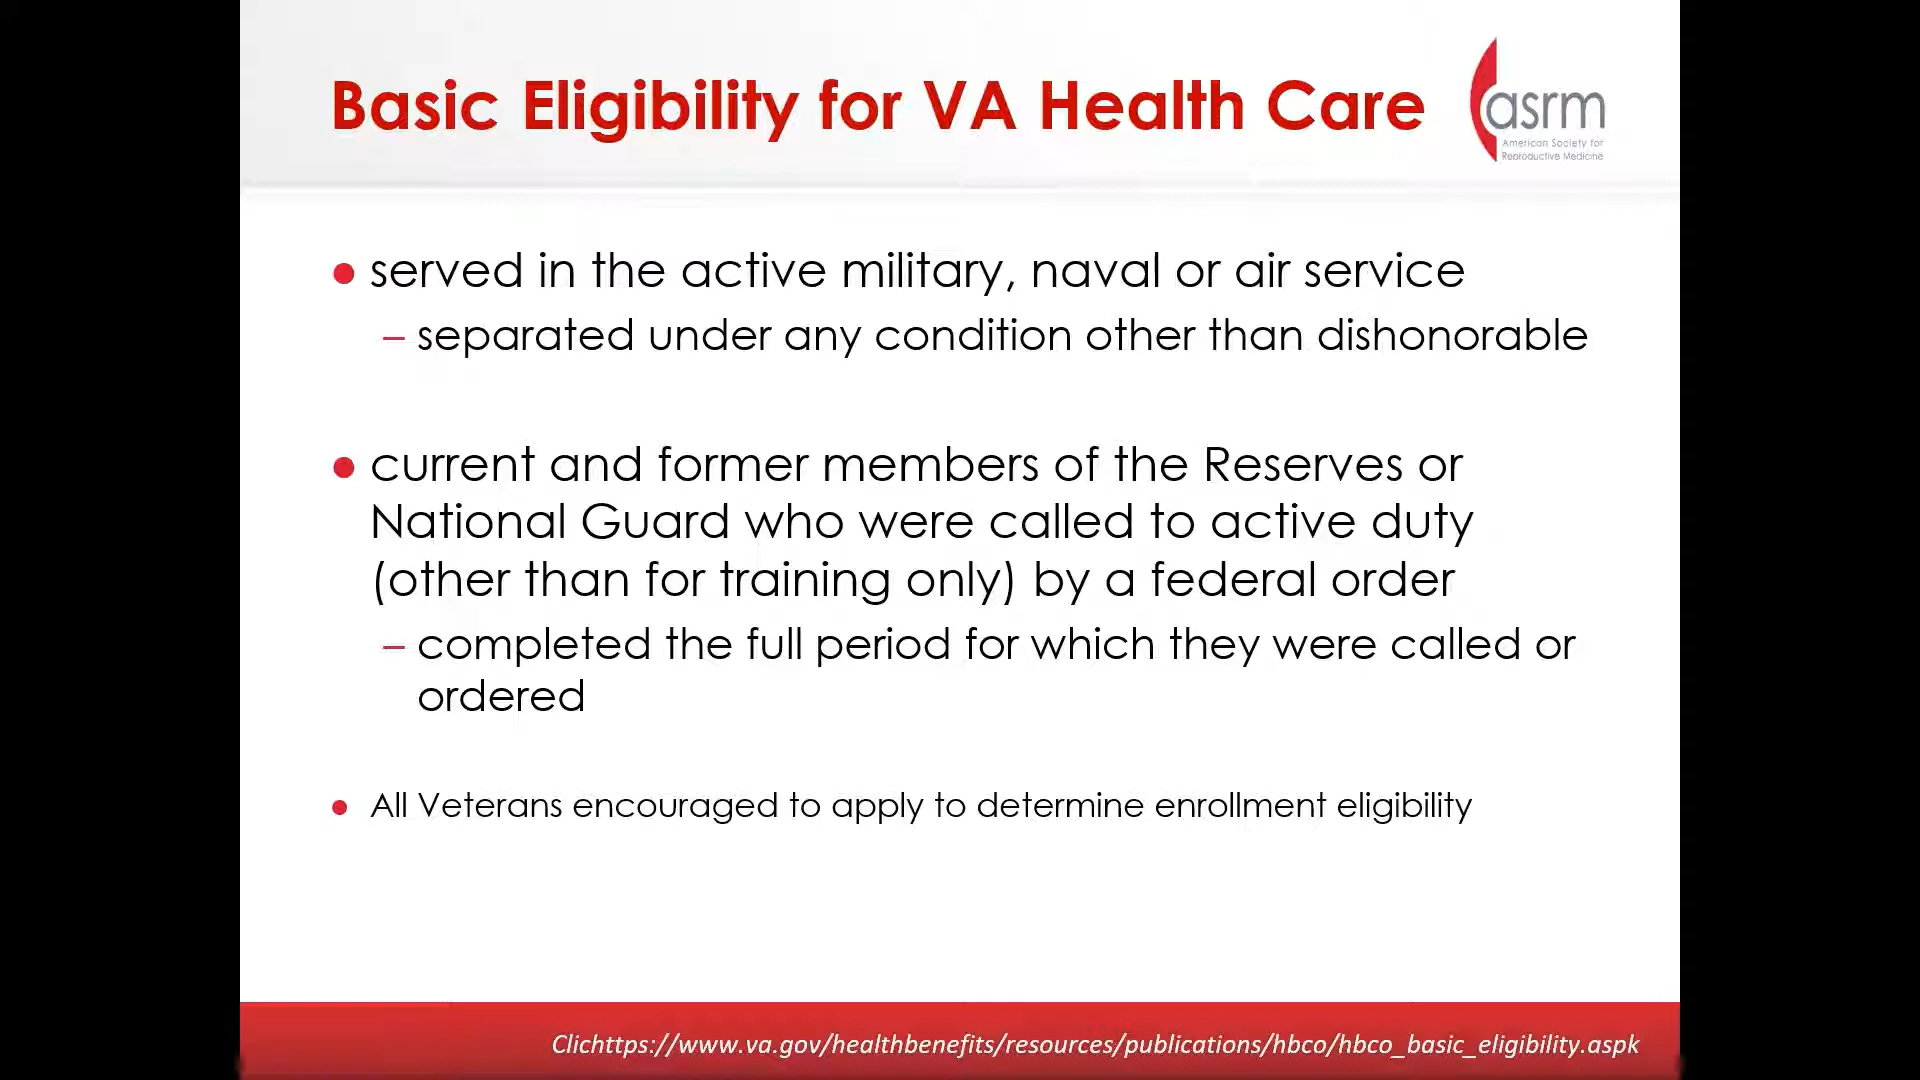 Basic Eligibility for VA Health Care
asrm
American Society for
Reproductive Medicine
● served in the active military, naval or air service
– separated under any condition other than dishonorable
● current and former members of the Reserves or
National Guard who were called to active duty
(other than for training only) by a federal order
– completed the full period for which they were called or
ordered
● All Veterans encouraged to apply to determine enrollment eligibility
Clichttps://www.va.gov/healthbenefits/resources/publications/hbco/hbco_basic_eligibility.aspk